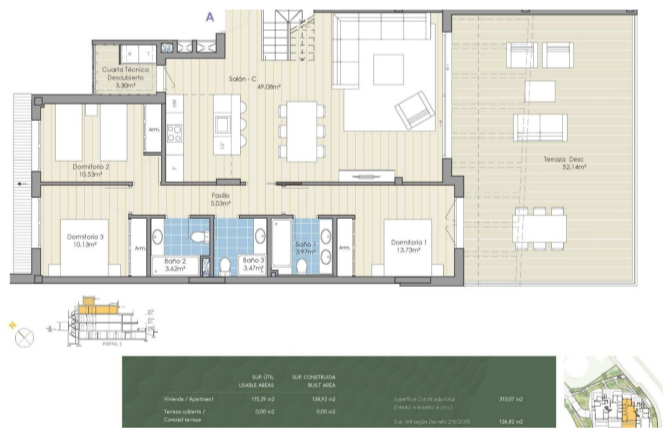 A
Cuarto Técnico
Descubierto
3.30m²
Salón - C
49.08m²
Arm.
Dormitorio 2
10.53m²
Terraza Desc
52.14m²
Pasillo
5.03m²
Dormitorio 3
10.13m²
Arm.
Baño 2
3.62m²
Baño 3
3.47m²
Baño 1
3.97m²
Arm.
Dormitorio 1
13.73m²
N
PORTAL 2
SUP. ÚTIL
USABLE AREAS
SUP. CONSTRUIDA
BUILT AREA
Vivienda / Apartment 115,29 m2 138,92 m2
Terraza cubierta /
Covered terrace 0,00 m2 0,00 m2
Superficie Construida total 213,07 m2
126,82 m2